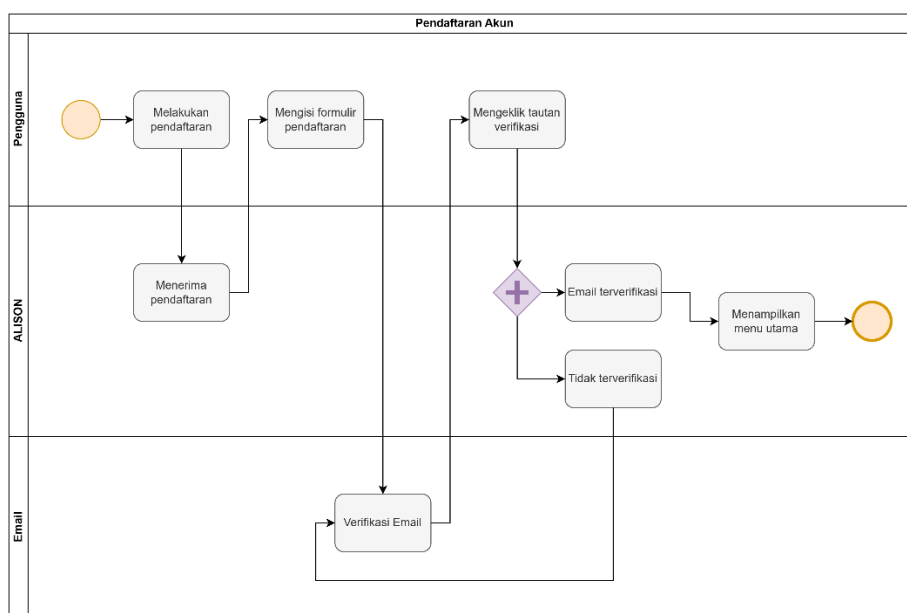 Pendaftaran Akun
Pengguna
Melakukan
pendaftaran
Mengisi formulir
pendaftaran
Mengeklik tautan
verifikasi
ALISON
Menerima
pendaftaran
Email terverifikasi
Menampilkan
menu utama
Tidak terverifikasi
Email
Verifikasi Email